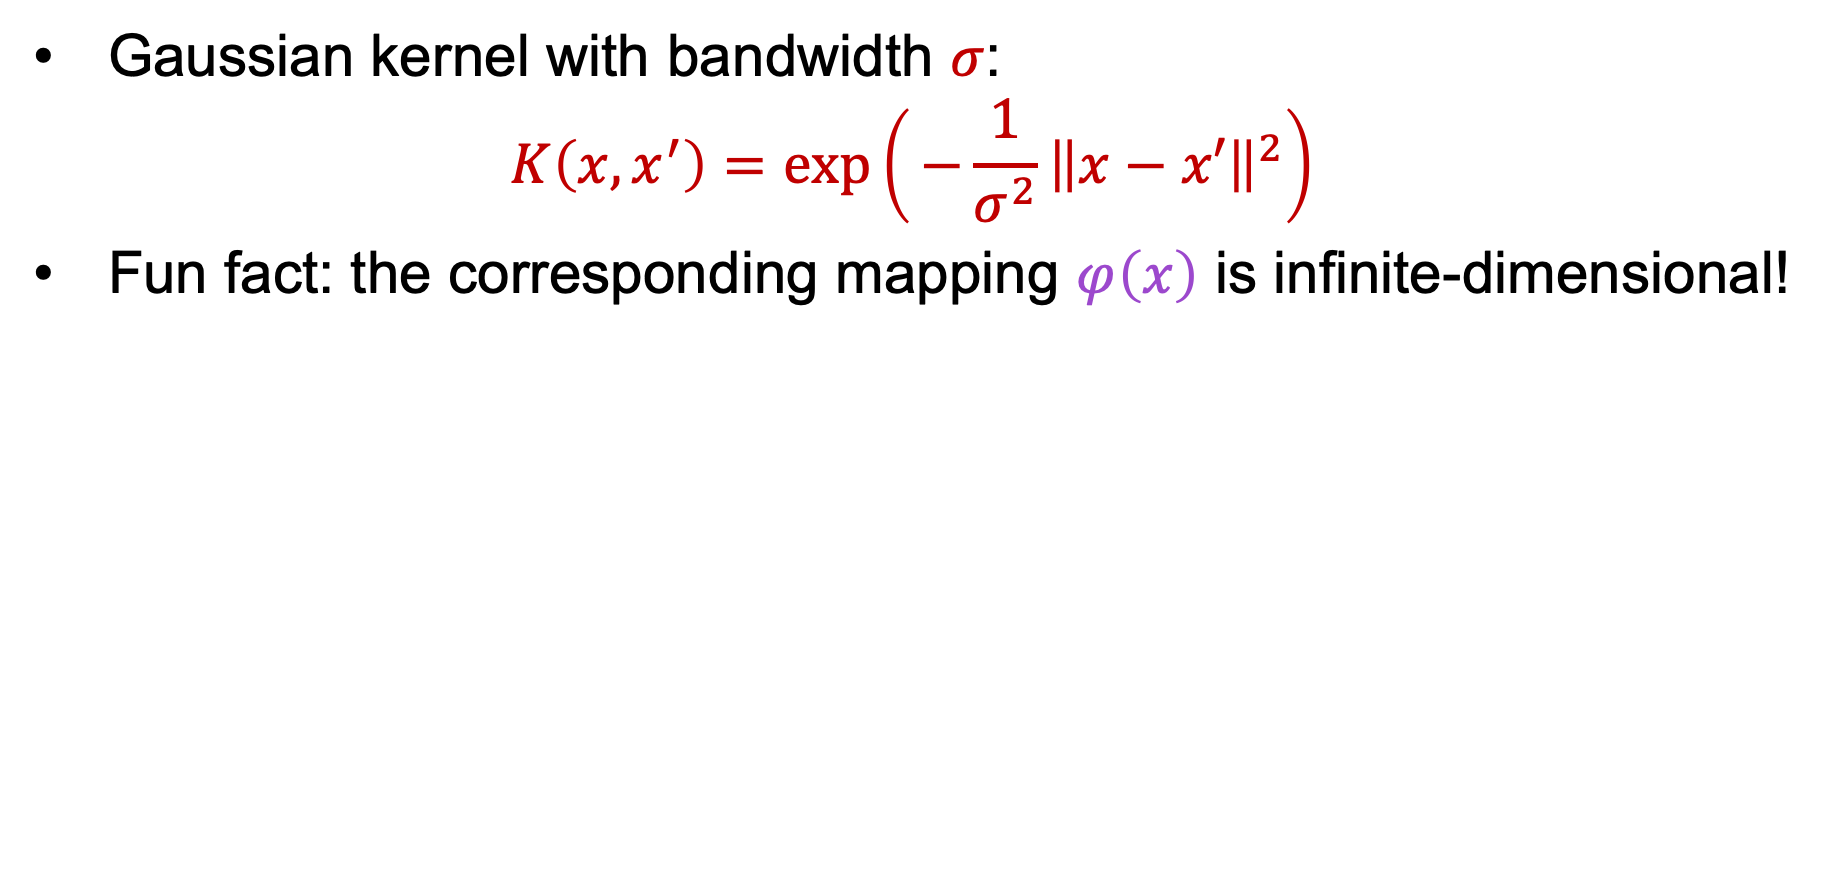 • Gaussian kernel with bandwidth σ:
K(x, x′) = exp(−1/σ² ‖x − x′‖²)
• Fun fact: the corresponding mapping φ(x) is infinite-dimensional!